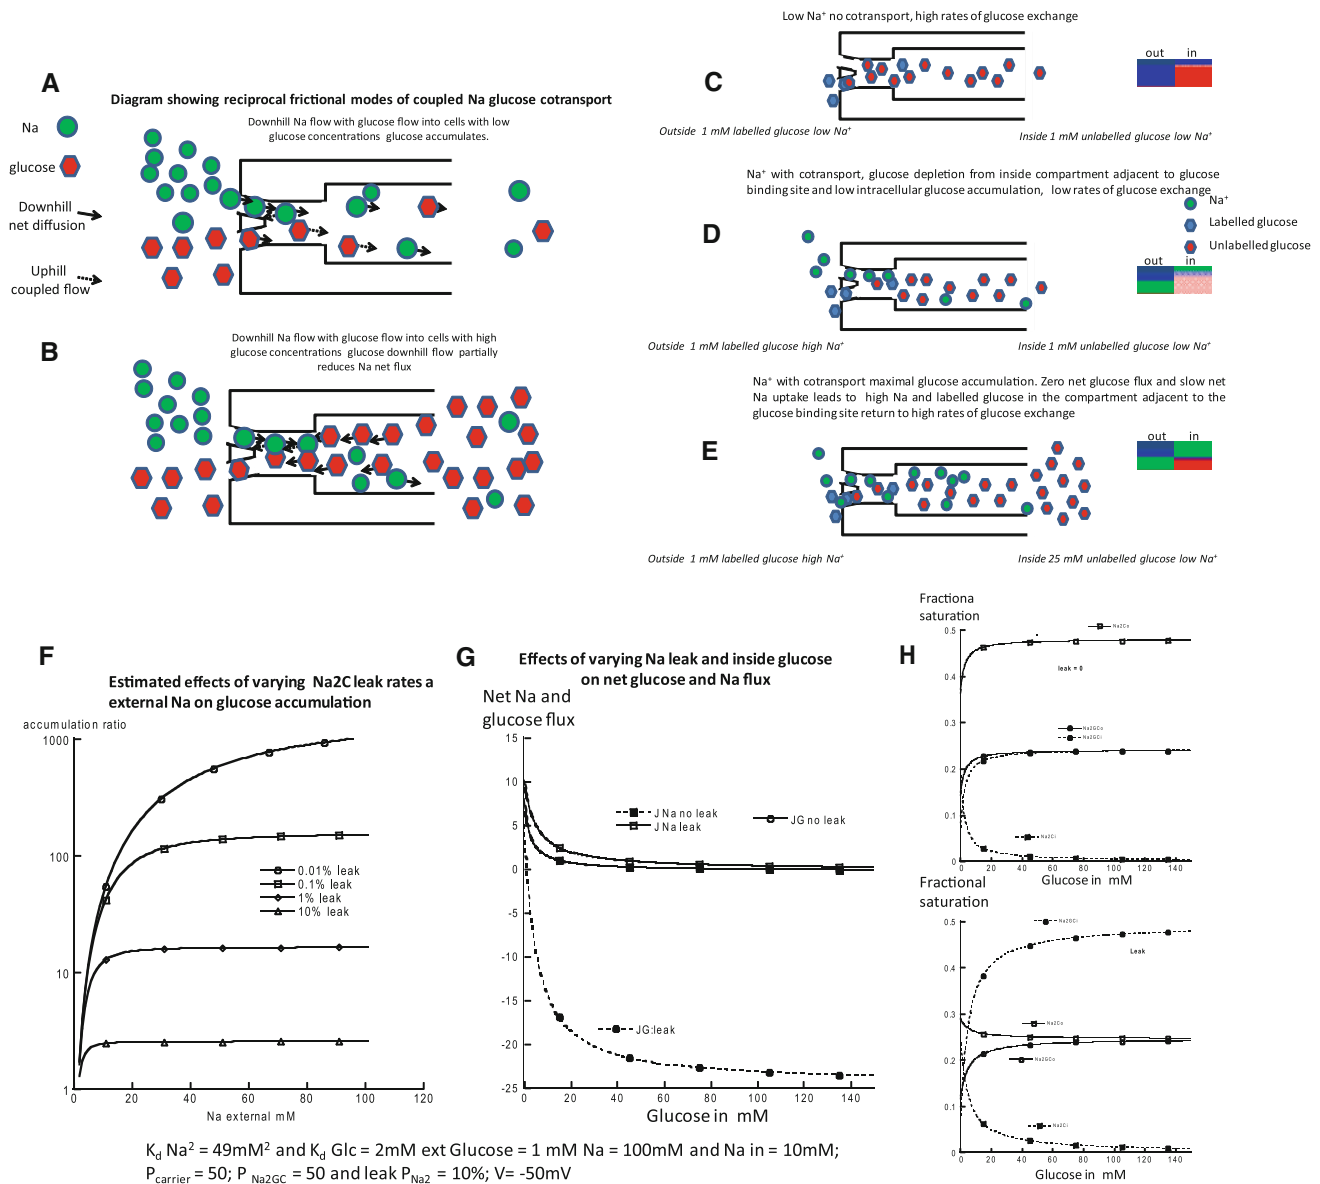 A
Diagram showing reciprocal frictional modes of coupled Na glucose cotransport
Na
glucose
Downhill
net diffusion
Uphill
coupled flow
Downhill Na flow with glucose flow into cells with low
glucose concentrations glucose accumulates.
B
Downhill Na flow with glucose flow into cells with high
glucose concentrations glucose downhill flow partially
reduces Na net flux
Low Na⁺ no cotransport, high rates of glucose exchange
C
out in
Outside 1 mM labelled glucose low Na⁺
Inside 1 mM unlabelled glucose low Na⁺
Na⁺ with cotransport, glucose depletion from inside compartment adjacent to glucose
binding site and low intracellular glucose accumulation, low rates of glucose exchange
Na⁺
Labelled glucose
Unlabelled glucose
D
out in
Outside 1 mM labelled glucose high Na⁺
Inside 1 mM unlabelled glucose low Na⁺
Na⁺ with cotransport maximal glucose accumulation. Zero net glucose flux and slow net
Na uptake leads to high Na and labelled glucose in the compartment adjacent to the
glucose binding site return to high rates of glucose exchange
E
out in
Outside 1 mM labelled glucose high Na⁺
Inside 25 mM unlabelled glucose low Na⁺
F
Estimated effects of varying Na2C leak rates a
external Na on glucose accumulation
accumulation ratio
1000
100
10
1
0.01% leak
0.1% leak
1% leak
10% leak
0 20 40 60 80 100 120
Na external mM
G
Effects of varying Na leak and inside glucose
on net glucose and Na flux
Net Na and
glucose flux
15
10
5
0
-5
-10
-15
-20
-25
J Na no leak
J Na leak
JG no leak
JG:leak
0 20 40 60 80 100 120 140
Glucose in mM
H
Fractiona
saturation
0.5
0.4
0.3
0.2
0.1
0
Na2Co
leak = 0
Na2GCo
Na2GCi
Na2Ci
0 20 40 60 80 100 120 140
Glucose in mM
Fractional
saturation
0.5
0.4
0.3
0.2
0.1
0
Na2GCi
Leak
Na2Co
Na2GCo
Na2Ci
0 20 40 60 80 100 120 140
Glucose in mM
K_d Na² = 49mM² and K_d Glc = 2mM ext Glucose = 1 mM Na = 100mM and Na in = 10mM;
P_carrier = 50; P_Na2GC = 50 and leak P_Na2 = 10%; V= -50mV